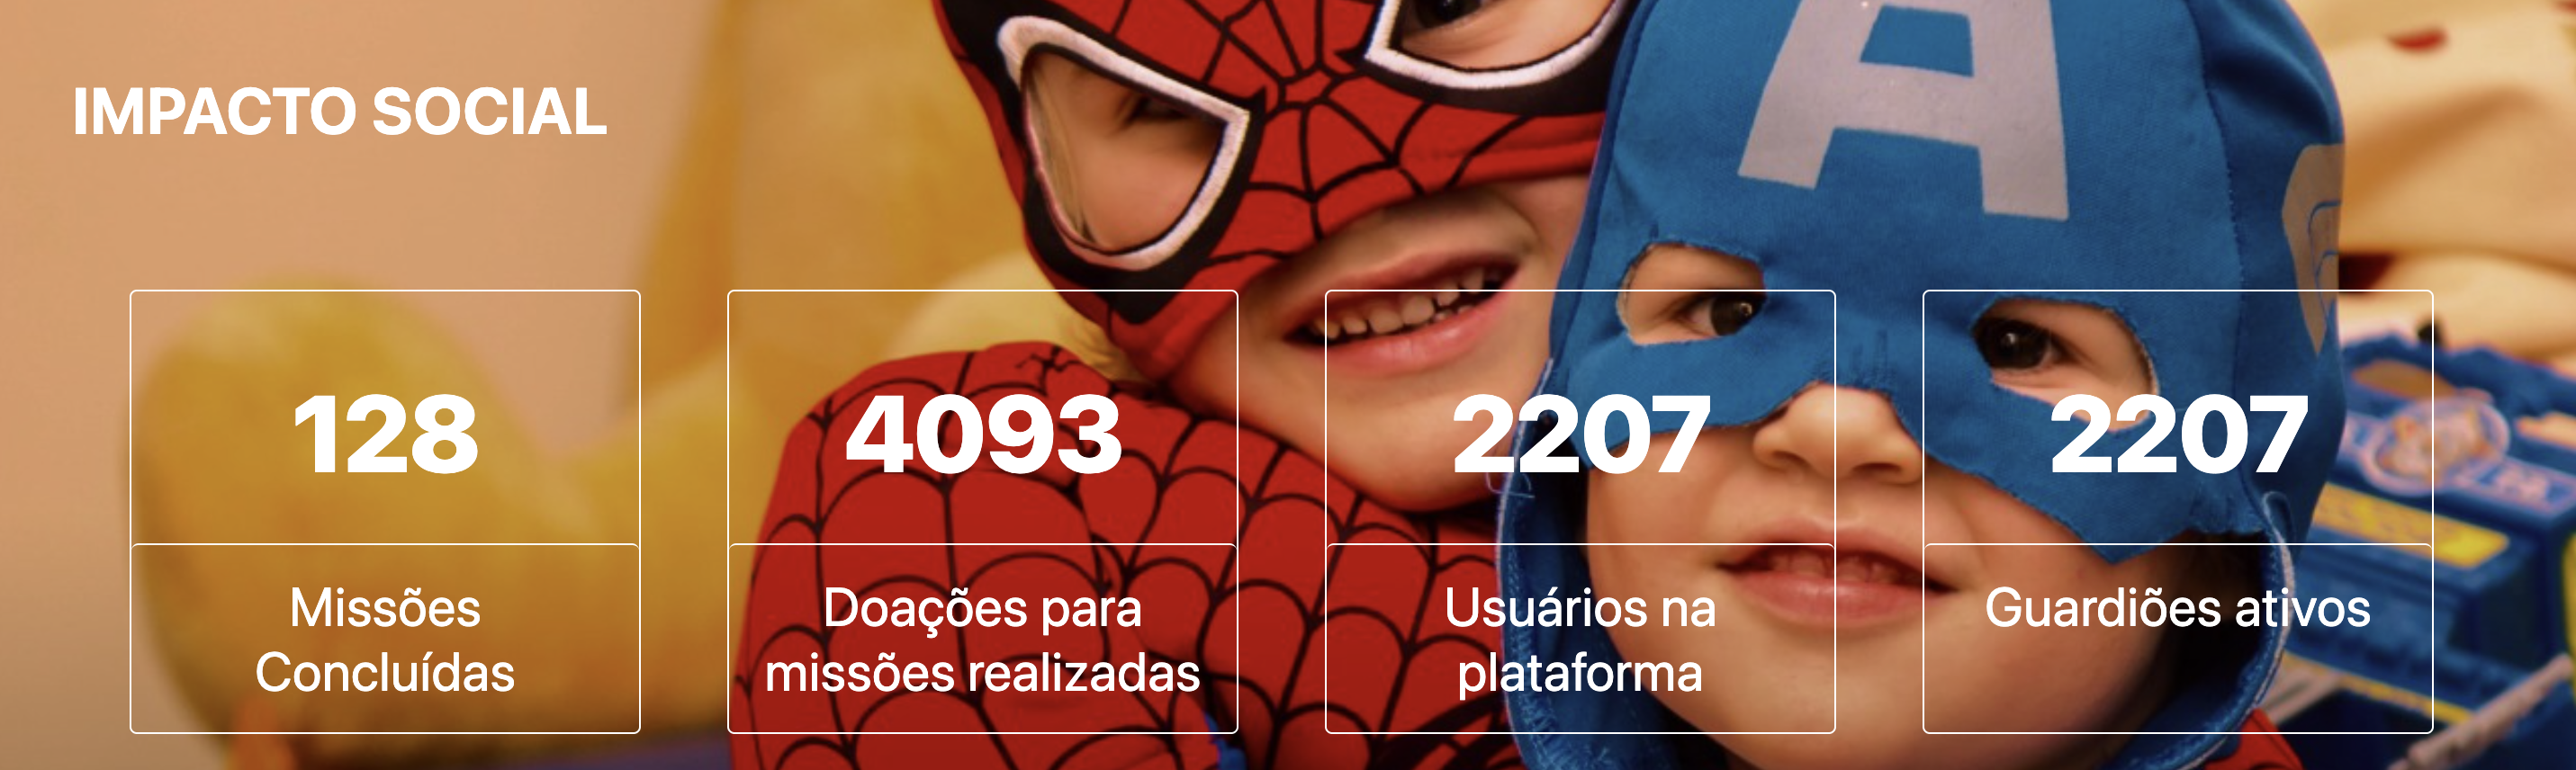 IMPACTO SOCIAL
128
4093
2207
2207
Missões
Concluídas
Doações para
missões realizadas
Usuários na
plataforma
Guardiões ativos
A